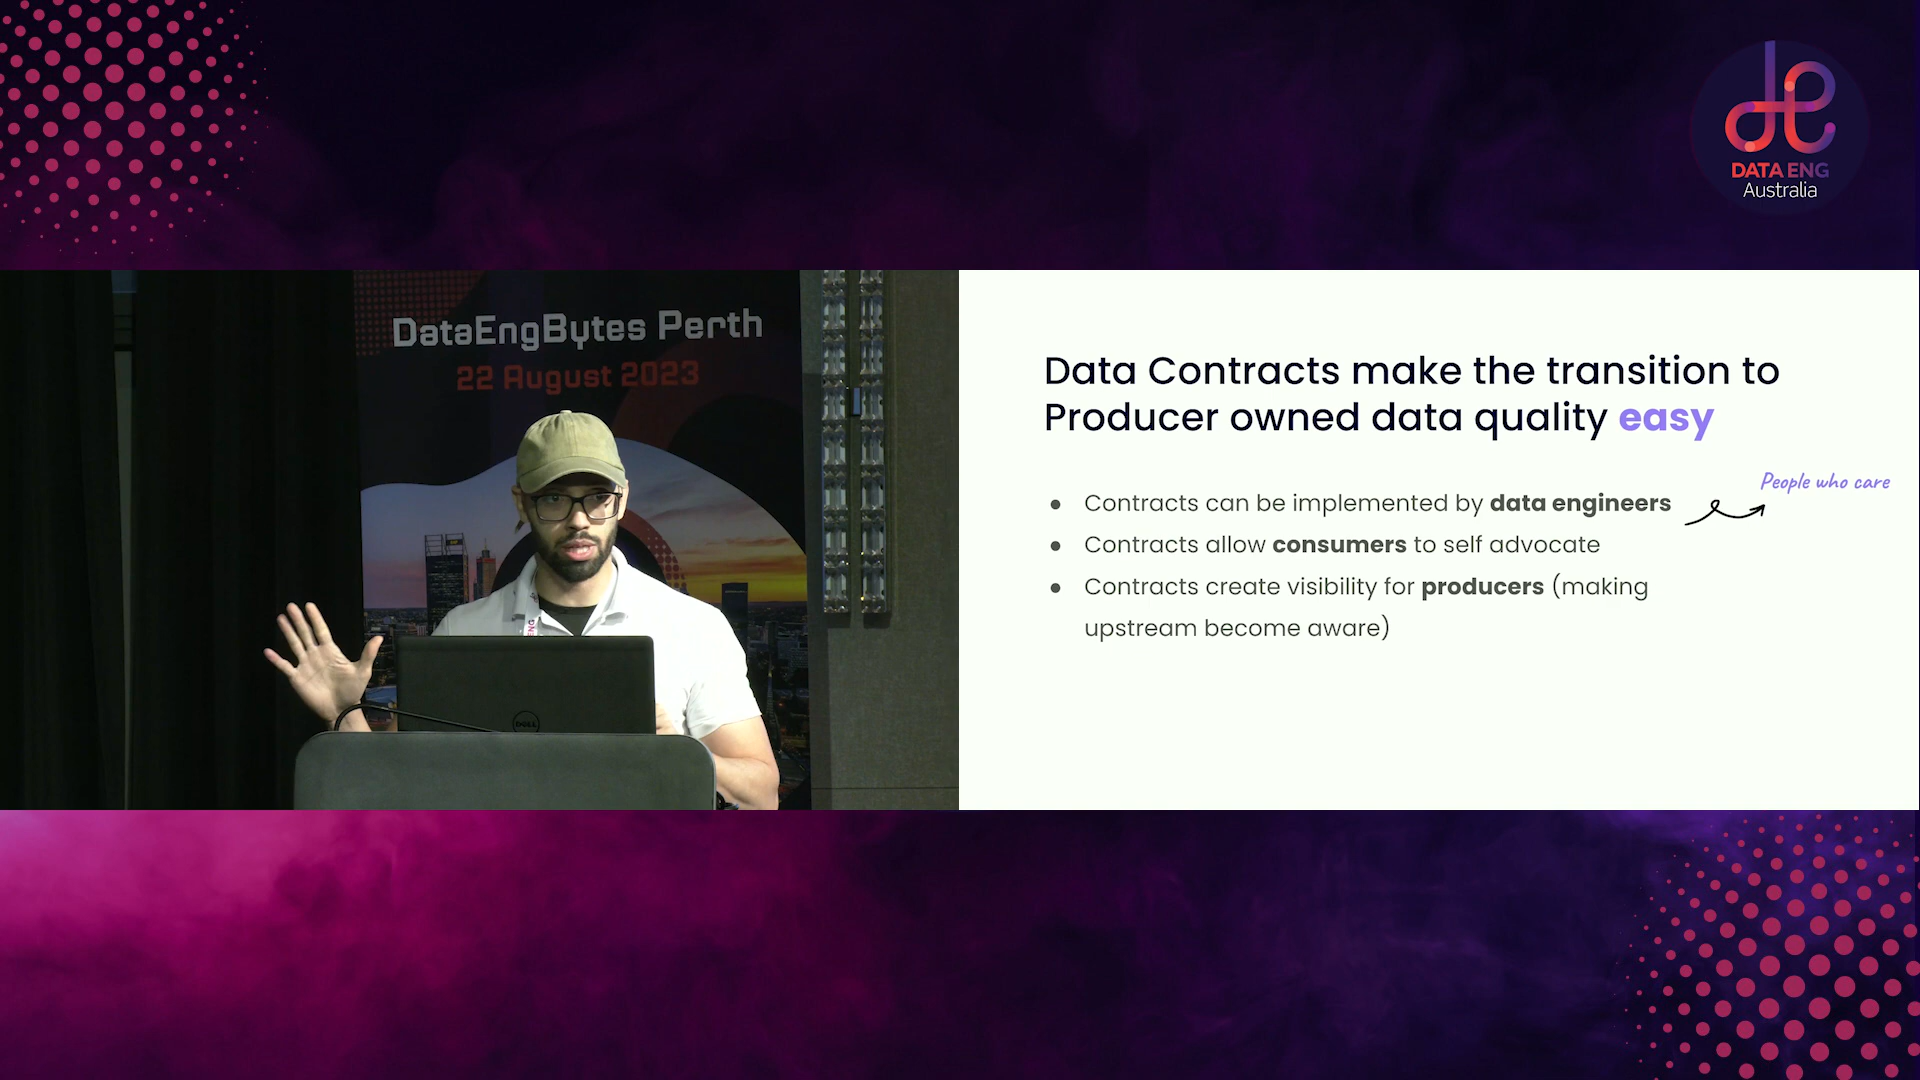 DATA ENG
Australia
DataEngBytes Perth
22 August 2023
ENG
DELL
Data Contracts make the transition to
Producer owned data quality easy
People who care
● Contracts can be implemented by data engineers
● Contracts allow consumers to self advocate
● Contracts create visibility for producers (making
upstream become aware)